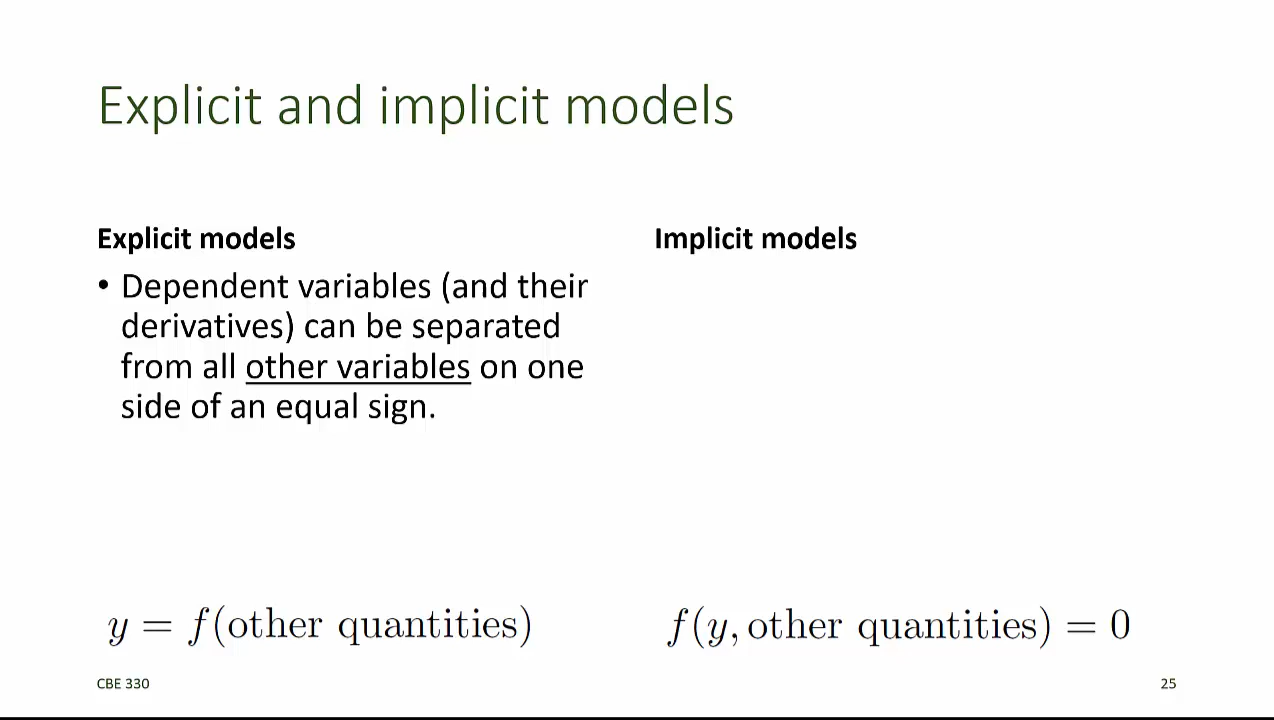 Explicit and implicit models
Explicit models
• Dependent variables (and their
derivatives) can be separated
from all other variables on one
side of an equal sign.
y = f(other quantities)
Implicit models
f(y, other quantities) = 0
CBE 330
25